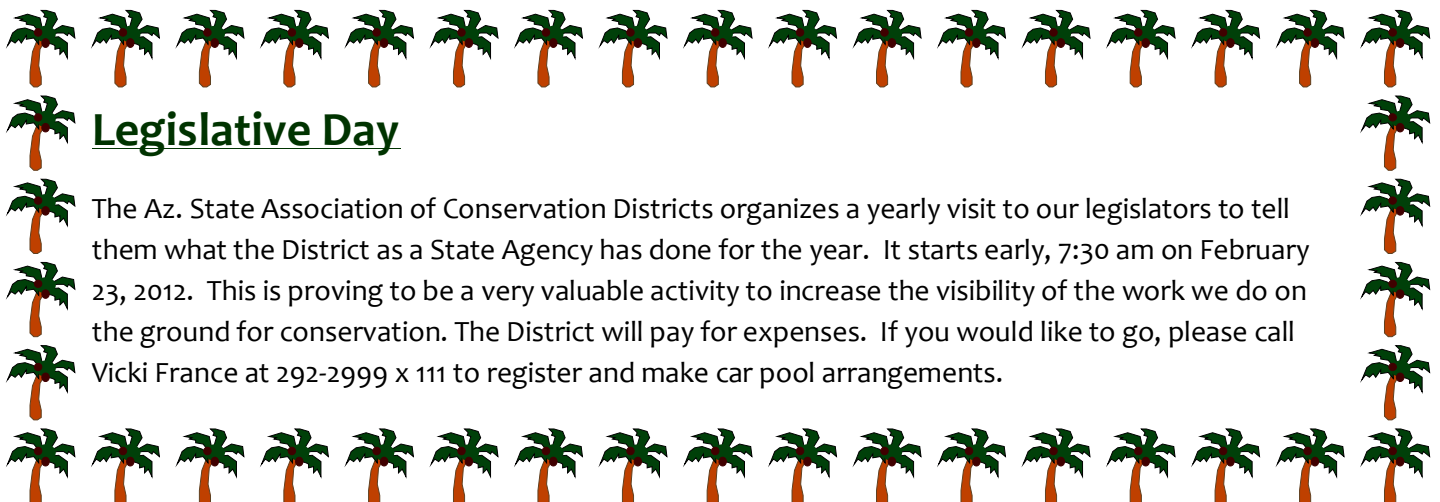 Legislative Day
The Az. State Association of Conservation Districts organizes a yearly visit to our legislators to tell
them what the District as a State Agency has done for the year.  It starts early, 7:30 am on February
23, 2012.  This is proving to be a very valuable activity to increase the visibility of the work we do on
the ground for conservation. The District will pay for expenses.  If you would like to go, please call
Vicki France at 292-2999 x 111 to register and make car pool arrangements.